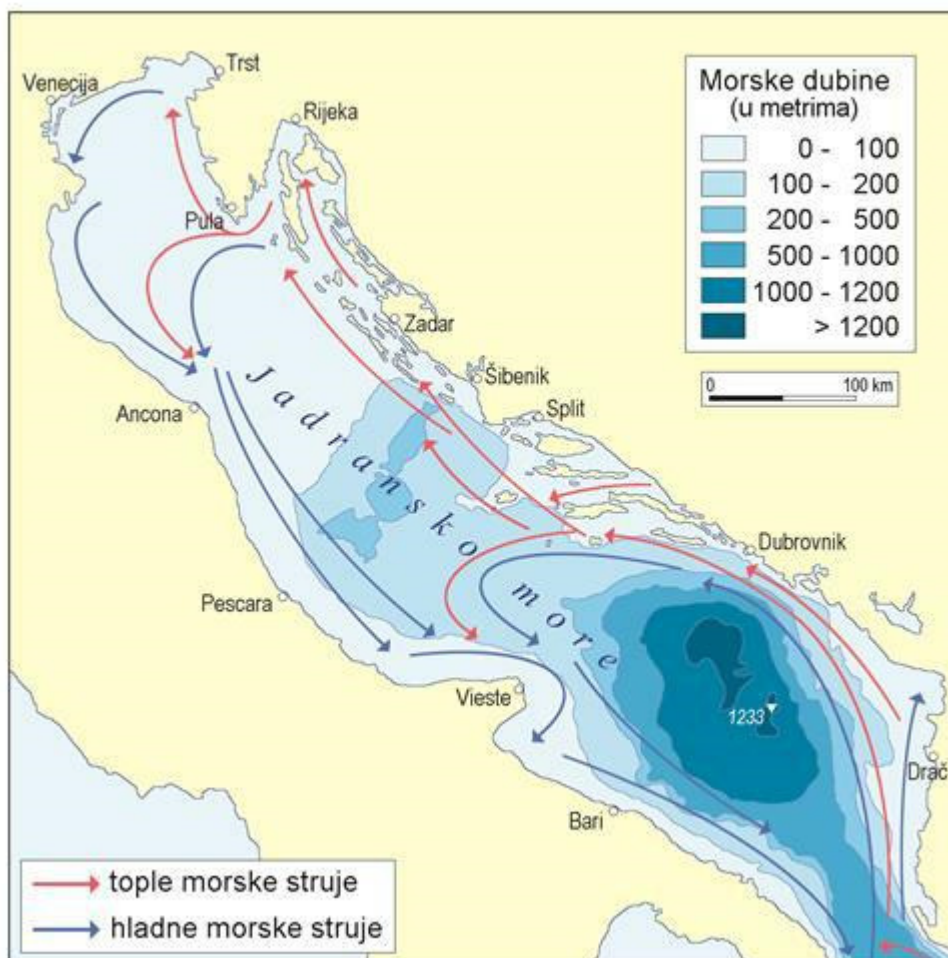 Venecija
Trst
Rijeka
Pula
Zadar
Šibenik
Split
Ancona
Jadransko more
Dubrovnik
Pescara
Vieste
1233
Drač
Bari
Morske dubine
(u metrima)
0 - 100
100 - 200
200 - 500
500 - 1000
1000 - 1200
> 1200
0 100 km
tople morske struje
hladne morske struje